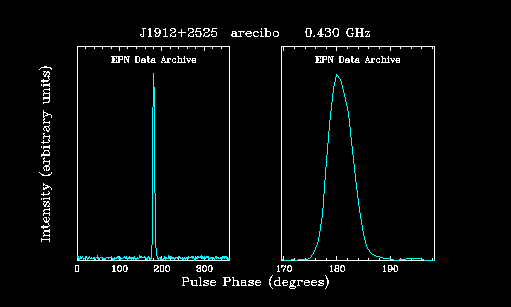 J1912+2525 arecibo 0.430 GHz
EPN Data Archive
EPN Data Archive
Intensity (arbitrary units)
0 100 200 300
170 180 190
Pulse Phase (degrees)